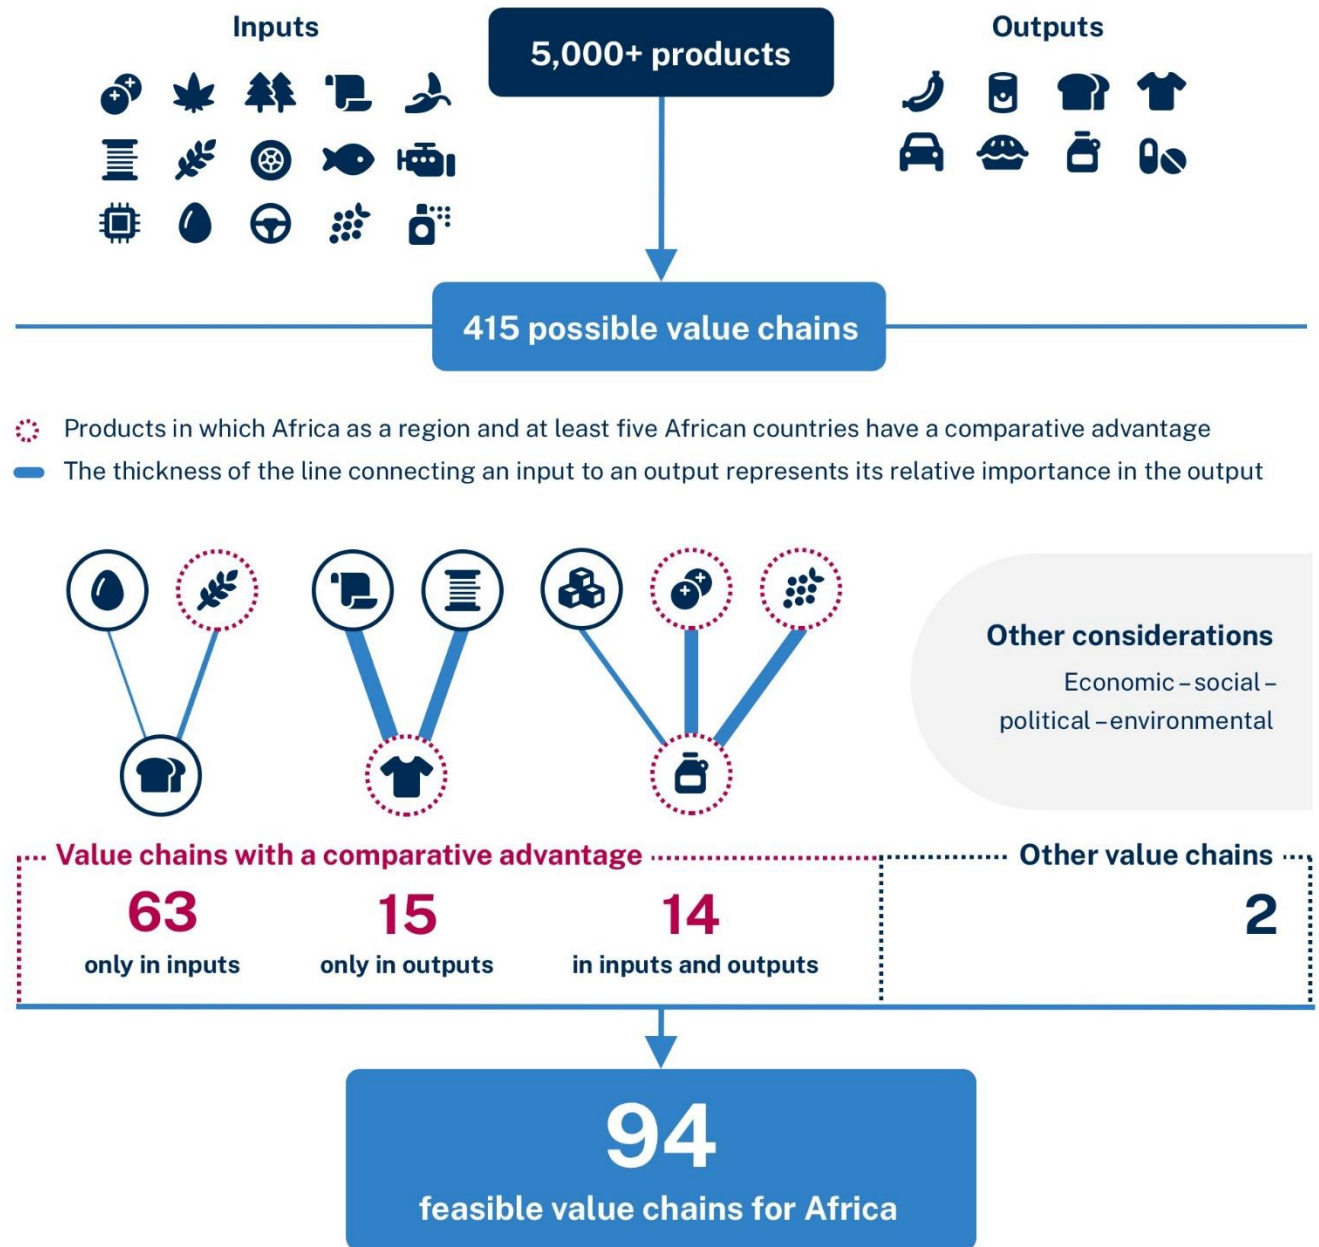 Inputs
5,000+ products
Outputs
415 possible value chains
Products in which Africa as a region and at least five African countries have a comparative advantage
The thickness of the line connecting an input to an output represents its relative importance in the output
Other considerations
Economic – social –
political – environmental
Value chains with a comparative advantage
Other value chains
63
15
14
2
only in inputs
only in outputs
in inputs and outputs
94
feasible value chains for Africa